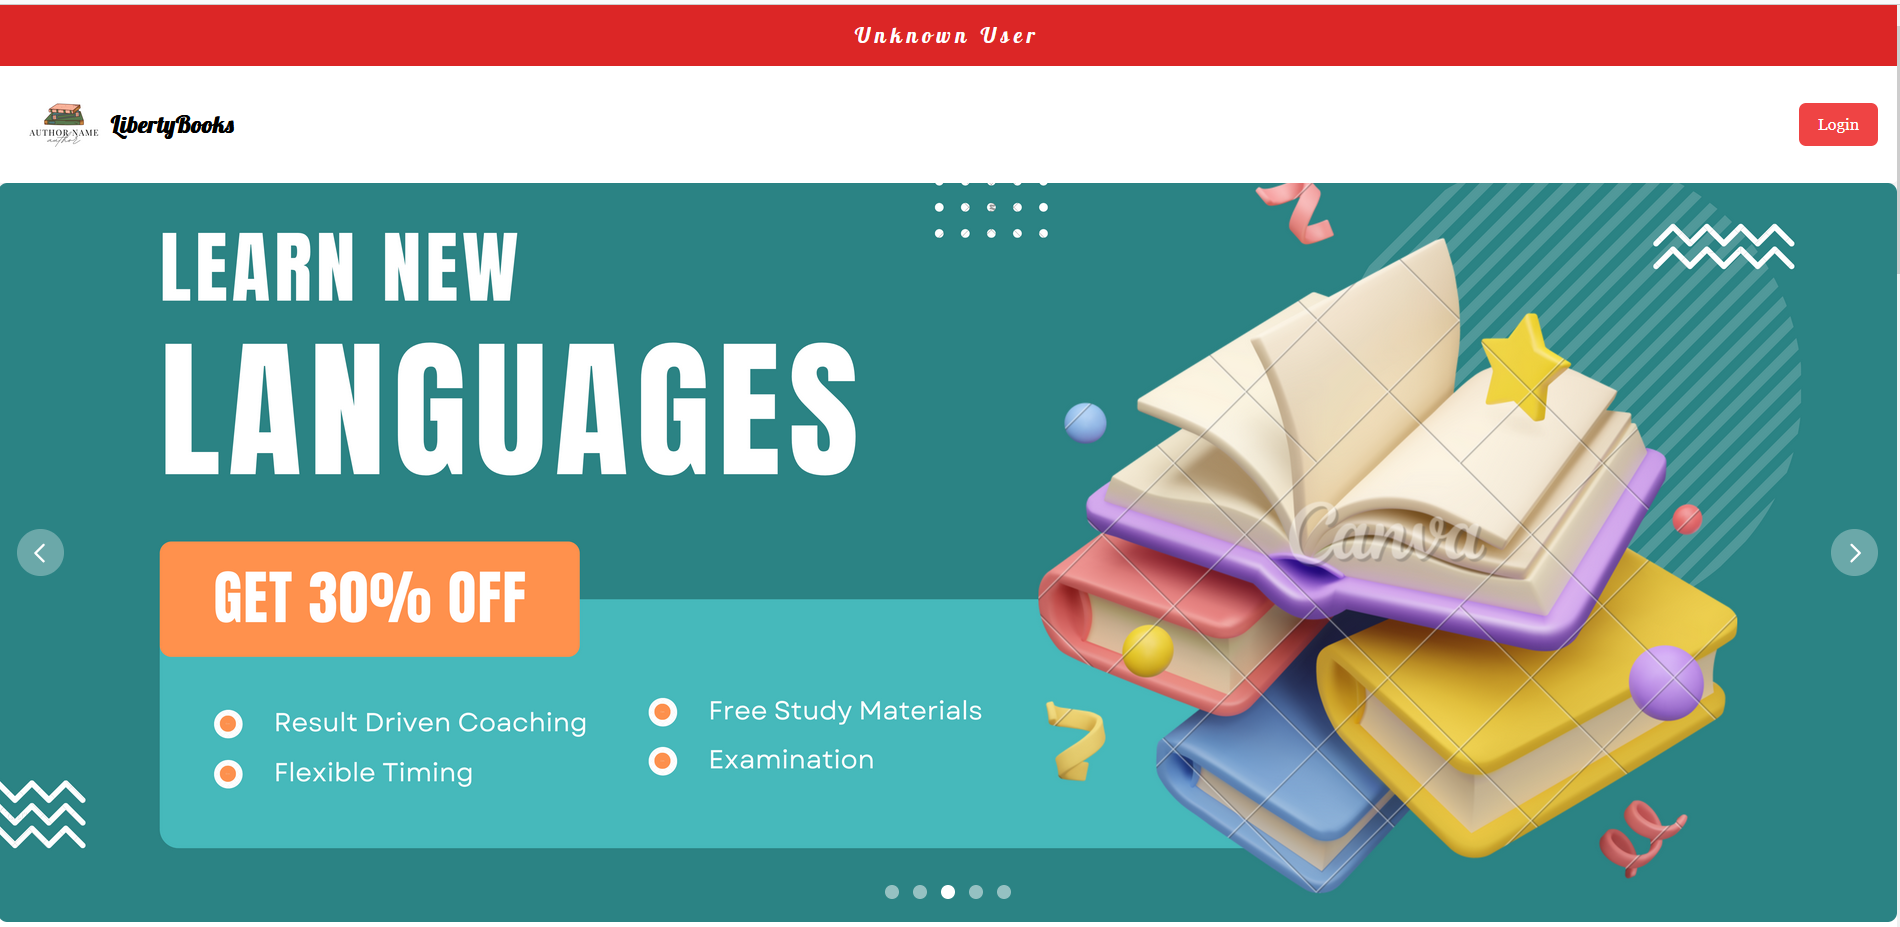 Unknown User
AUTHOR NAME
author
LibertyBooks
Login
LEARN NEW
LANGUAGES
GET 30% OFF
Result Driven Coaching
Flexible Timing
Free Study Materials
Examination
Canva